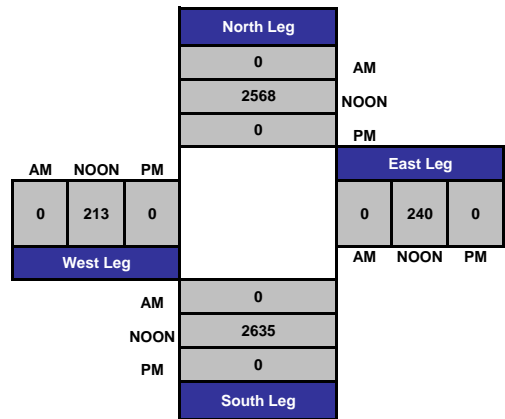 North Leg
0
AM
2568
NOON
0
PM
AM NOON PM
East Leg
0 213 0
0 240 0
West Leg
AM NOON PM
AM
0
NOON
2635
PM
0
South Leg